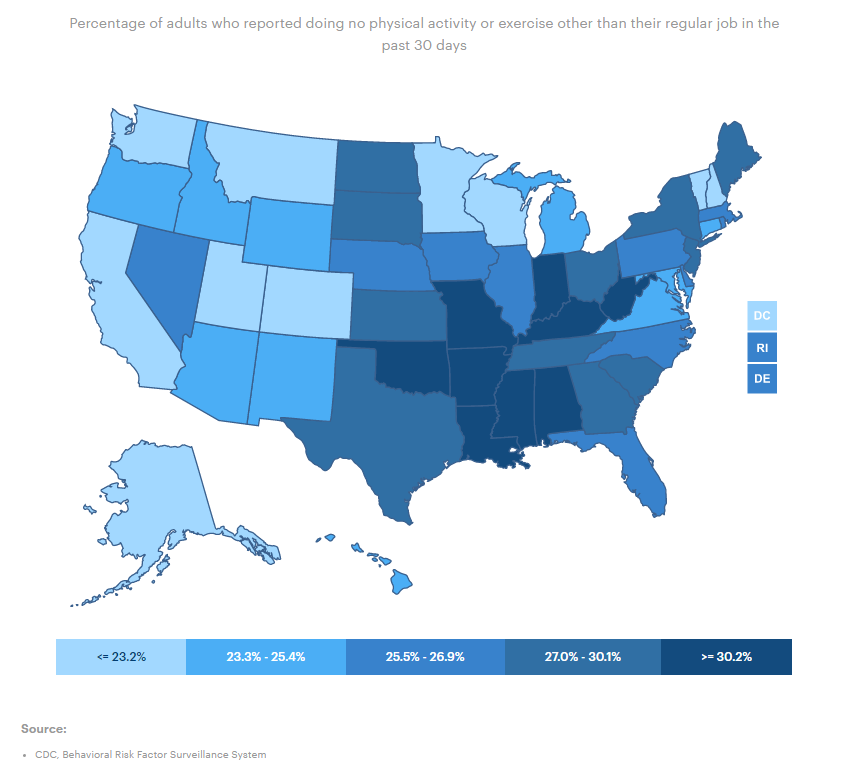 Percentage of adults who reported doing no physical activity or exercise other than their regular job in the
past 30 days
DC
RI
DE
<= 23.2%
23.3% - 25.4%
25.5% - 26.9%
27.0% - 30.1%
>= 30.2%
Source:
• CDC, Behavioral Risk Factor Surveillance System